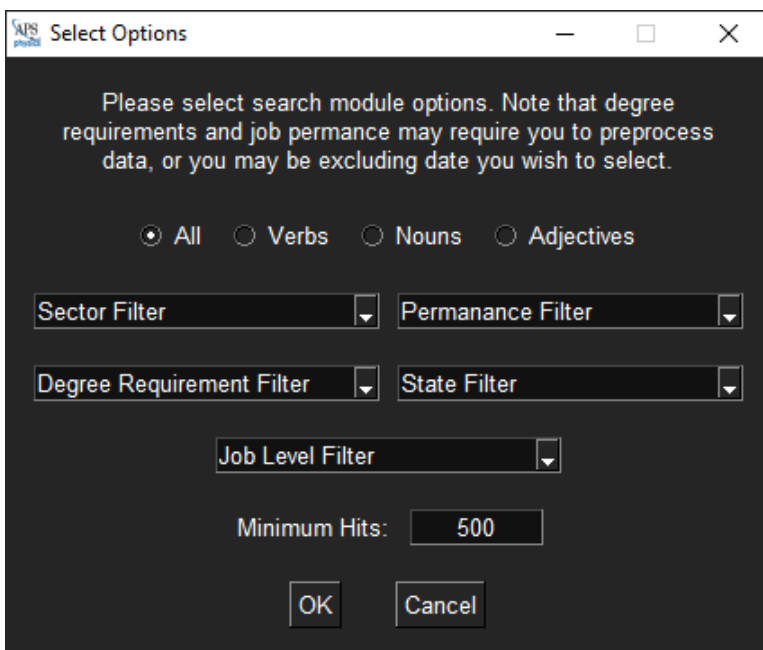 APS
physics
Select Options
Please select search module options. Note that degree
requirements and job permance may require you to preprocess
data, or you may be excluding date you wish to select.
All Verbs Nouns Adjectives
Sector Filter Permanance Filter
Degree Requirement Filter State Filter
Job Level Filter
Minimum Hits: 500
OK Cancel